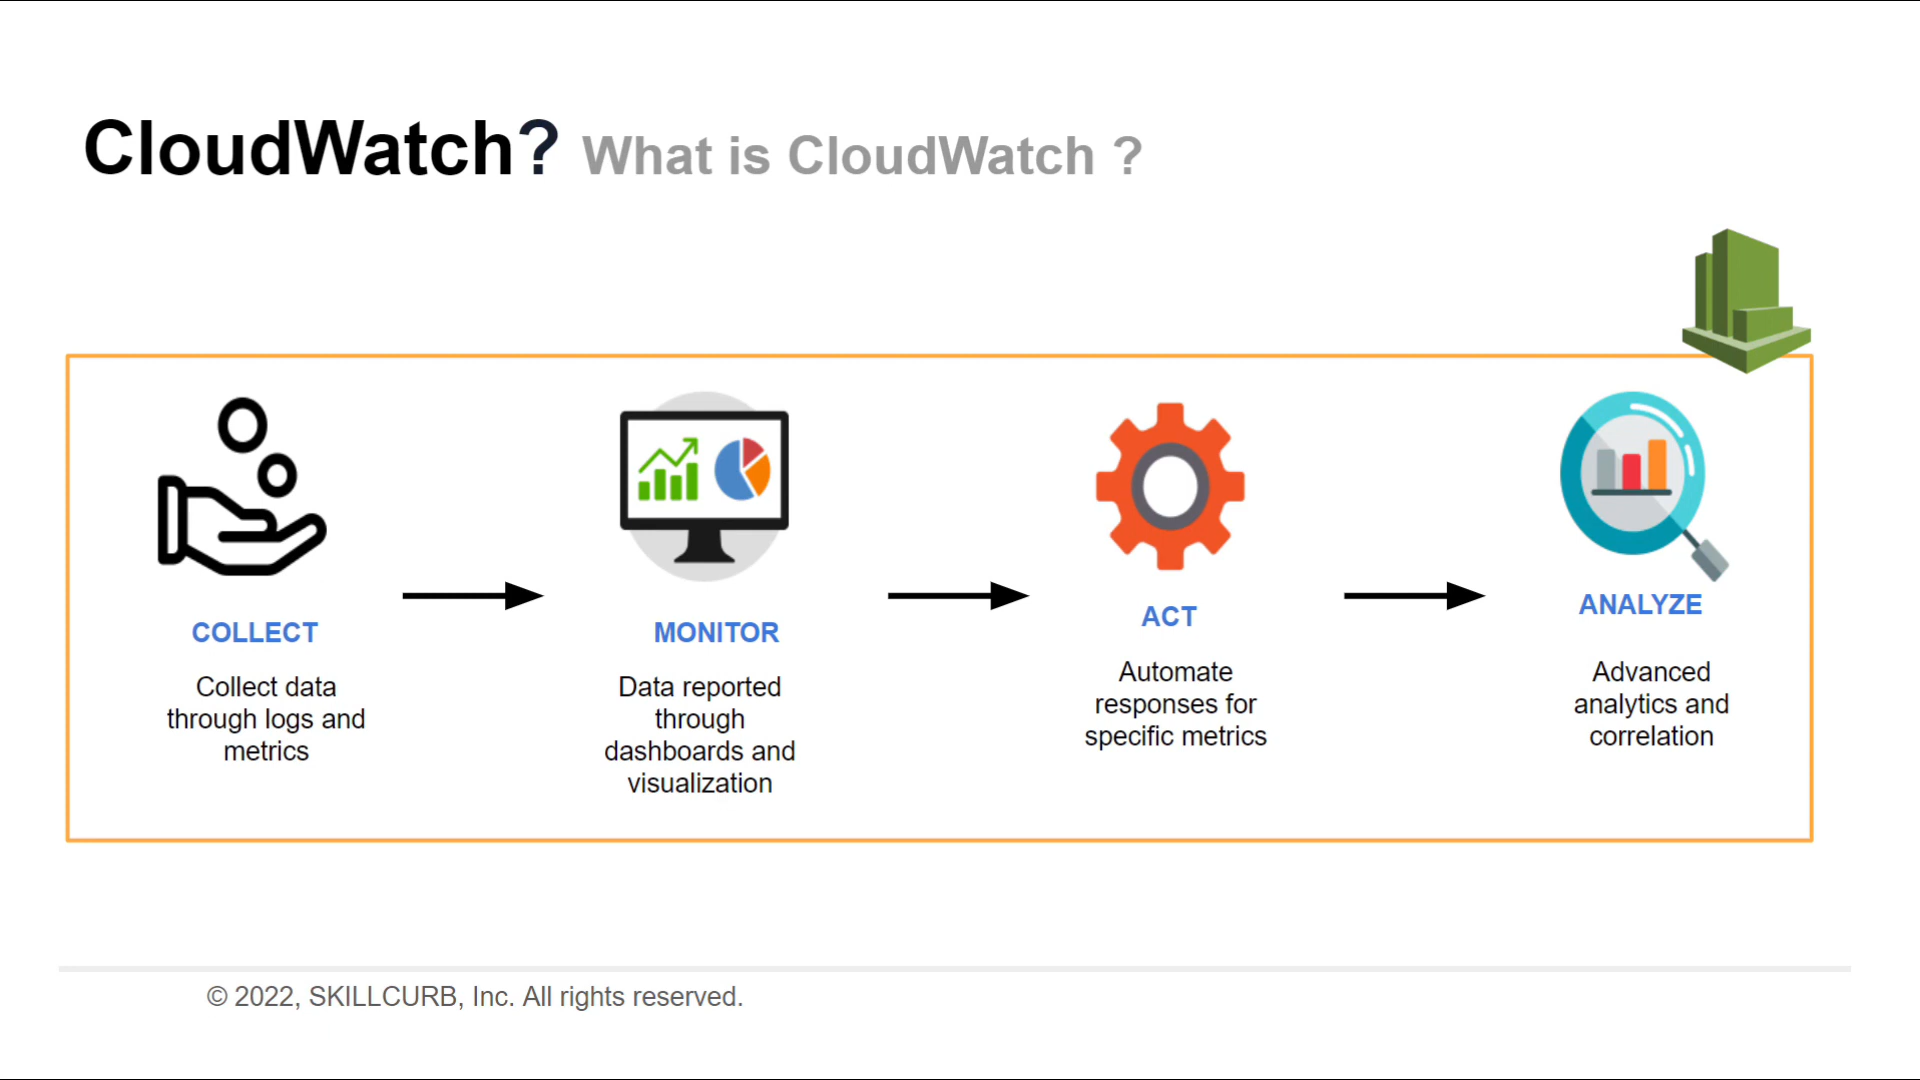 CloudWatch? What is CloudWatch ?
COLLECT
Collect data
through logs and
metrics
MONITOR
Data reported
through
dashboards and
visualization
ACT
Automate
responses for
specific metrics
ANALYZE
Advanced
analytics and
correlation
© 2022, SKILLCURB, Inc. All rights reserved.